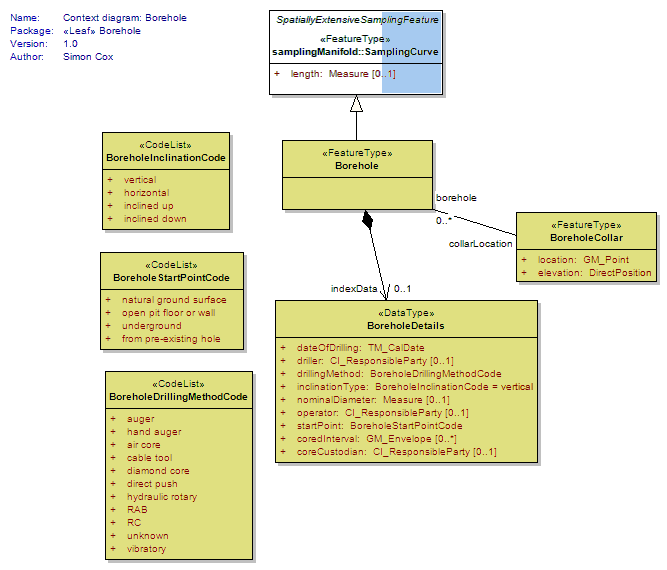 Name: Context diagram: Borehole
Package: «Leaf» Borehole
Version: 1.0
Author: Simon Cox
SpatiallyExtensiveSamplingFeature
«FeatureType»
samplingManifold::SamplingCurve
+ length: Measure [0..1]
«FeatureType»
Borehole
borehole
0..*
collarLocation
«FeatureType»
BoreholeCollar
+ location: GM_Point
+ elevation: DirectPosition
indexData 0..1
«DataType»
BoreholeDetails
+ dateOfDrilling: TM_CalDate
+ driller: CI_ResponsibleParty [0..1]
+ drillingMethod: BoreholeDrillingMethodCode
+ inclinationType: BoreholeInclinationCode = vertical
+ nominalDiameter: Measure [0..1]
+ operator: CI_ResponsibleParty [0..1]
+ startPoint: BoreholeStartPointCode
+ coredInterval: GM_Envelope [0..*]
+ coreCustodian: CI_ResponsibleParty [0..1]
«CodeList»
BoreholeInclinationCode
+ vertical
+ horizontal
+ inclined up
+ inclined down
«CodeList»
BoreholeStartPointCode
+ natural ground surface
+ open pit floor or wall
+ underground
+ from pre-existing hole
«CodeList»
BoreholeDrillingMethodCode
+ auger
+ hand auger
+ air core
+ cable tool
+ diamond core
+ direct push
+ hydraulic rotary
+ RAB
+ RC
+ unknown
+ vibratory